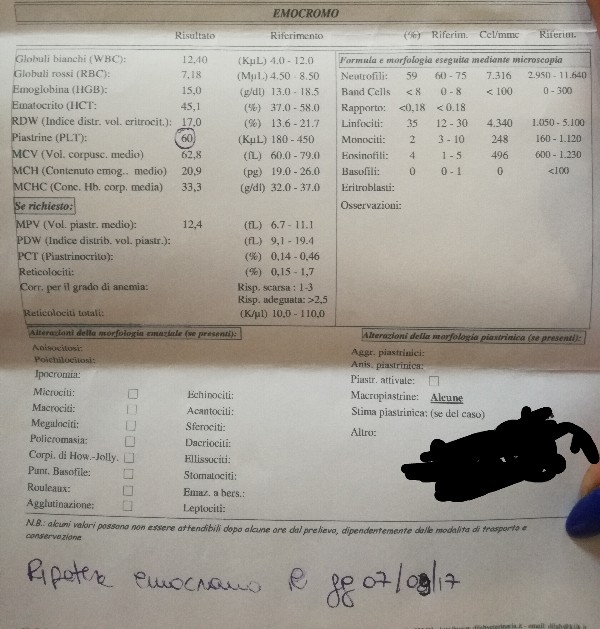 EMOCROMO
Risultato Riferimento (%) Riferim. Cel/mmc Riferim.
Globuli bianchi (WBC): 12,40 (KµL) 4.0 - 12.0
Globuli rossi (RBC): 7,18 (MµL) 4.50 - 8.50
Emoglobina (HGB): 15,0 (g/dl) 13.0 - 18.5
Ematocrito (HCT: 45,1 (%) 37.0 - 58.0
RDW (Indice distr. vol. eritrocit.): 17,0 (%) 13.6 - 21.7
Piastrine (PLT): 60 (KµL) 180 - 450
MCV (Vol. corpusc. medio) 62,8 (fL) 60.0 - 79.0
MCH (Contenuto emog.. medio) 20,9 (pg) 19.0 - 26.0
MCHC (Conc. Hb. corp. media) 33,3 (g/dl) 32.0 - 37.0
Se richiesto:
MPV (Vol. piastr. medio): 12,4 (fL) 6.7 - 11.1
PDW (Indice distrib. vol. piastr.): (fL) 9,1 - 19.4
PCT (Piastrinocrito): (%) 0,14 - 0,46
Reticolociti: (%) 0,15 - 1,7
Corr. per il grado di anemia: Risp. scarsa : 1-3
Risp. adeguata: >2,5
Reticolociti totali: (K/µl) 10,0 - 110,0
Formula e morfologia eseguita mediante microscopia
Neutrofili: 59 60 - 75 7.316 2.950 - 11.640
Band Cells < 8 0 - 8 < 100 0 - 300
Rapporto: <0,18 < 0.18
Linfociti: 35 12 - 30 4.340 1.050 - 5.100
Monociti: 2 3 - 10 248 160 - 1.120
Eosinofili: 4 1 - 5 496 600 - 1.230
Basofili: 0 0 - 1 0 <100
Eritroblasti:
Osservazioni:
Alterazioni della morfologia emaziale (se presenti):
Anisocitosi:
Poichilocitosi:
Ipocromia:
Microciti:
Macrociti:
Megalociti:
Policromasia:
Corpi. di How.-Jolly.
Punt. Basofile:
Rouleaux:
Agglutinazione:
Echinociti:
Acantociti:
Sferociti:
Dacriociti:
Ellissociti:
Stomatociti:
Emaz. a bers.:
Leptociti:
Alterazioni della morfologia piastrinica (se presenti):
Aggr. piastrinici:
Anis. piastrinica:
Piastr. attivate:
Macropiastrine: Alcune
Stima piastrinica: (se del caso)
Altro:
N.B.: alcuni valori possono non essere attendibili dopo alcune ore dal prelievo, dipendentemente dalle modalita di trasporto e
conservazione
Ripetere emocromo il gg 07/09/17